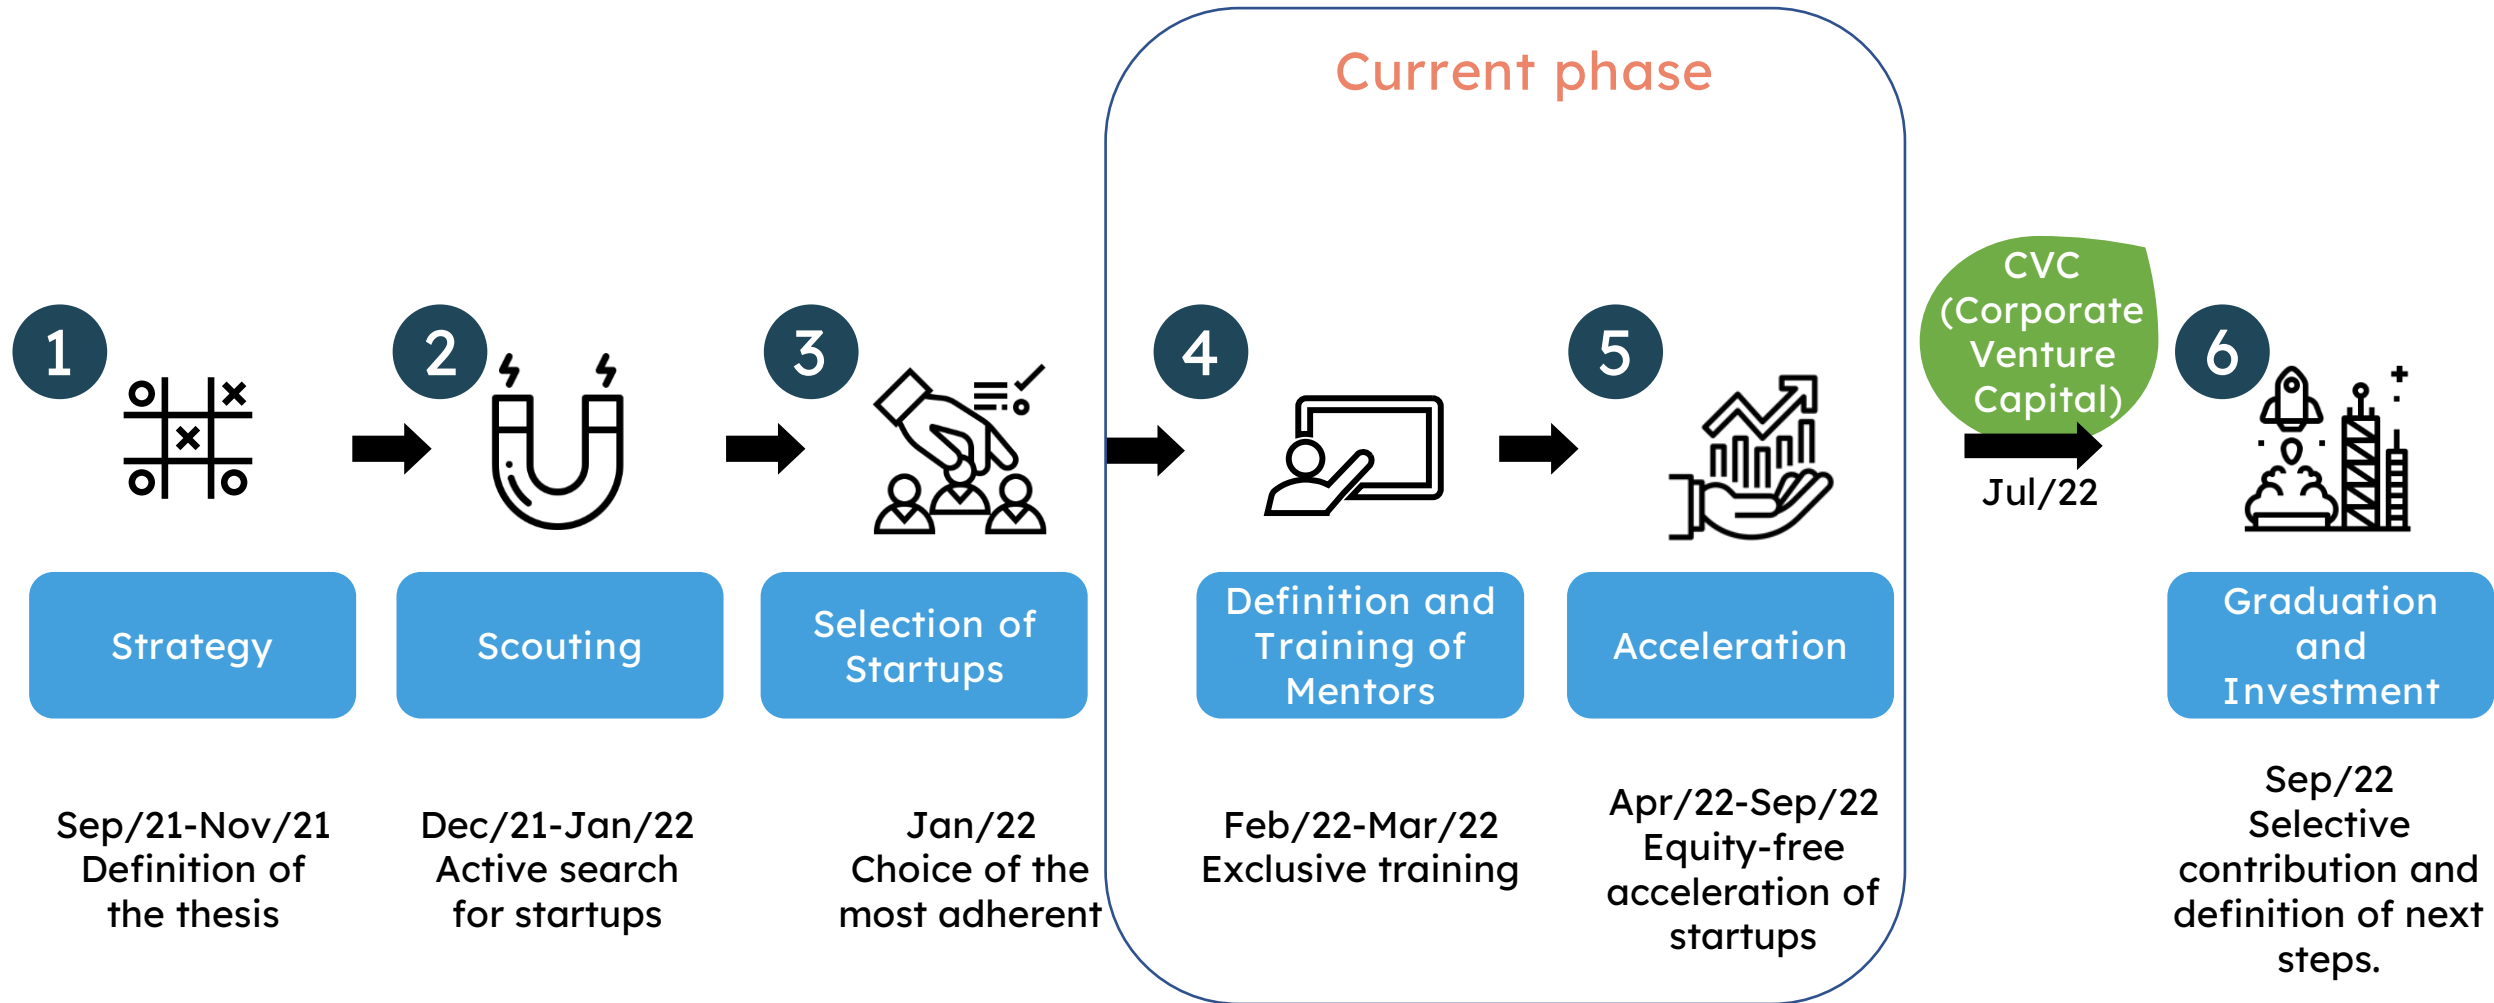 Current phase
1
2
3
4
5
CVC
(Corporate
Venture
Capital)
6
Jul/22
Strategy
Scouting
Selection of
Startups
Definition and
Training of
Mentors
Acceleration
Graduation
and
Investment
Sep/21-Nov/21
Definition of
the thesis
Dec/21-Jan/22
Active search
for startups
Jan/22
Choice of the
most adherent
Feb/22-Mar/22
Exclusive training
Apr/22-Sep/22
Equity-free
acceleration of
startups
Sep/22
Selective
contribution and
definition of next
steps.